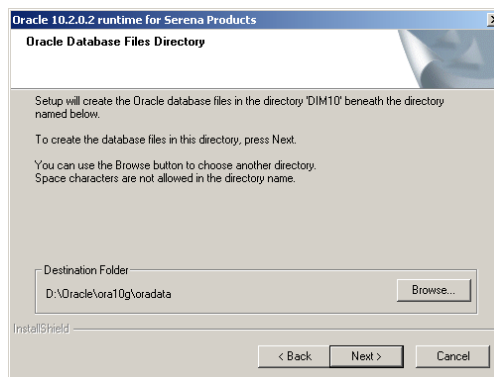 Oracle 10.2.0.2 runtime for Serena Products
Oracle Database Files Directory
Setup will create the Oracle database files in the directory 'DIM10' beneath the directory
named below.
To create the database files in this directory, press Next.
You can use the Browse button to choose another directory.
Space characters are not allowed in the directory name.
Destination Folder
D:\Oracle\ora10g\oradata
Browse...
InstallShield
< Back
Next >
Cancel